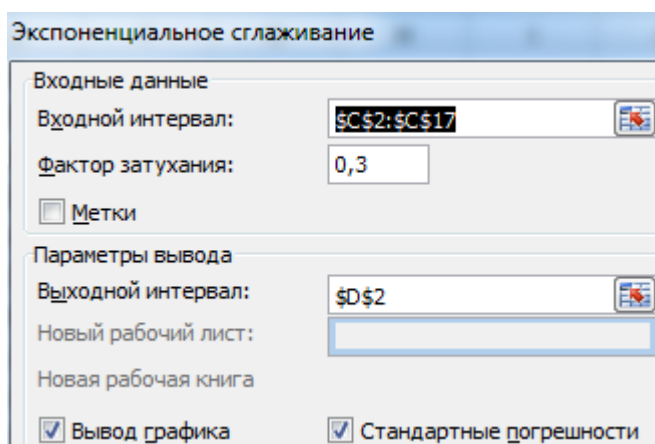 Экспоненциальное сглаживание
Входные данные
Входной интервал: $C$2:$C$17
Фактор затухания: 0,3
Метки
Параметры вывода
Выходной интервал: $D$2
Новый рабочий лист:
Новая рабочая книга
Вывод графика Стандартные погрешности